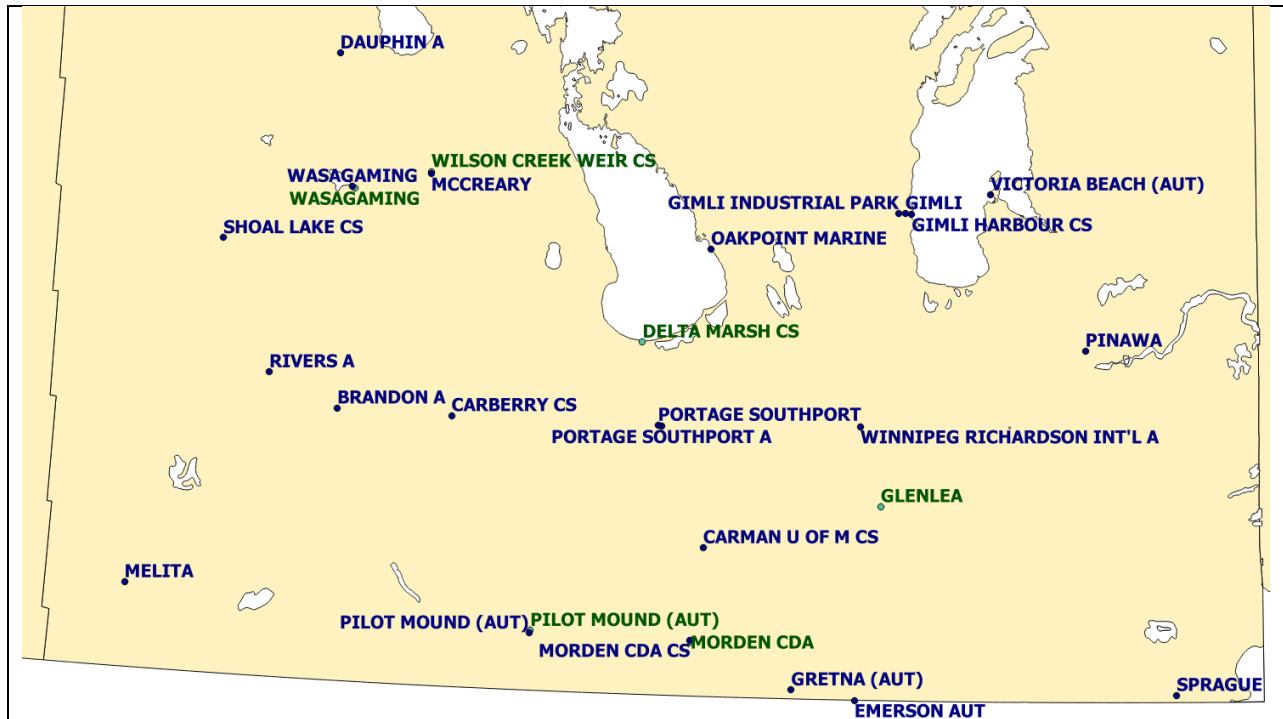 DAUPHIN A
WILSON CREEK WEIR CS
WASAGAMING
MCCREARY
VICTORIA BEACH (AUT)
WASAGAMING
GIMLI INDUSTRIAL PARK
GIMLI
SHOAL LAKE CS
GIMLI HARBOUR CS
OAKPOINT MARINE
DELTA MARSH CS
PINAWA
RIVERS A
BRANDON A
CARBERRY CS
PORTAGE SOUTHPORT
PORTAGE SOUTHPORT A
WINNIPEG RICHARDSON INT'L A
GLENLEA
CARMAN U OF M CS
MELITA
PILOT MOUND (AUT)
PILOT MOUND (AUT)
MORDEN CDA
MORDEN CDA CS
GRETNA (AUT)
SPRAGUE
EMERSON AUT